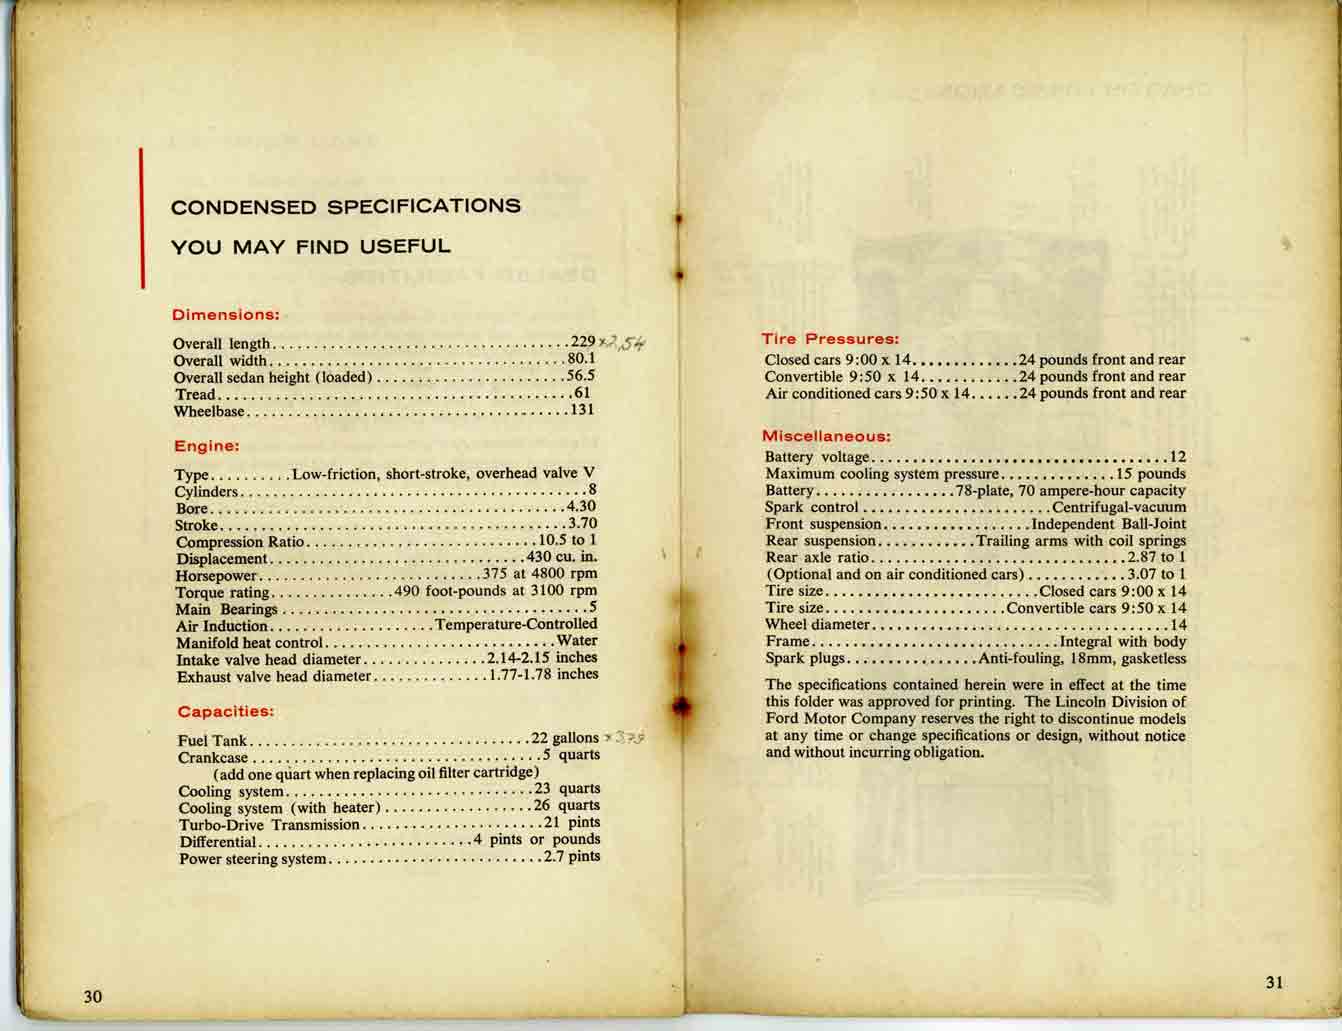 CONDENSED SPECIFICATIONS
YOU MAY FIND USEFUL
Dimensions:
Overall length....................................229 x2,54
Overall width....................................80.1
Overall sedan height (loaded).......................56.5
Tread...........................................61
Wheelbase.......................................131
Engine:
Type..........Low-friction, short-stroke, overhead valve V
Cylinders..........................................8
Bore...........................................4.30
Stroke..........................................3.70
Compression Ratio............................10.5 to 1
Displacement...............................430 cu. in.
Horsepower...........................375 at 4800 rpm
Torque rating...............490 foot-pounds at 3100 rpm
Main Bearings.....................................5
Air Induction....................Temperature-Controlled
Manifold heat control............................Water
Intake valve head diameter...............2.14-2.15 inches
Exhaust valve head diameter..............1.77-1.78 inches
Capacities:
Fuel Tank..................................22 gallons
Crankcase...................................5 quarts
(add one quart when replacing oil filter cartridge)
Cooling system..............................23 quarts
Cooling system (with heater)..................26 quarts
Turbo-Drive Transmission......................21 pints
Differential..........................4 pints or pounds
Power steering system..........................2.7 pints
30
Tire Pressures:
Closed cars 9:00 x 14.............24 pounds front and rear
Convertible 9:50 x 14............24 pounds front and rear
Air conditioned cars 9:50 x 14......24 pounds front and rear
Miscellaneous:
Battery voltage....................................12
Maximum cooling system pressure..............15 pounds
Battery.................78-plate, 70 ampere-hour capacity
Spark control.......................Centrifugal-vacuum
Front suspension..................Independent Ball-Joint
Rear suspension............Trailing arms with coil springs
Rear axle ratio...............................2.87 to 1
(Optional and on air conditioned cars)............3.07 to 1
Tire size..........................Closed cars 9:00 x 14
Tire size......................Convertible cars 9:50 x 14
Wheel diameter....................................14
Frame..............................Integral with body
Spark plugs................Anti-fouling, 18mm, gasketless
The specifications contained herein were in effect at the time
this folder was approved for printing. The Lincoln Division of
Ford Motor Company reserves the right to discontinue models
at any time or change specifications or design, without notice
and without incurring obligation.
31